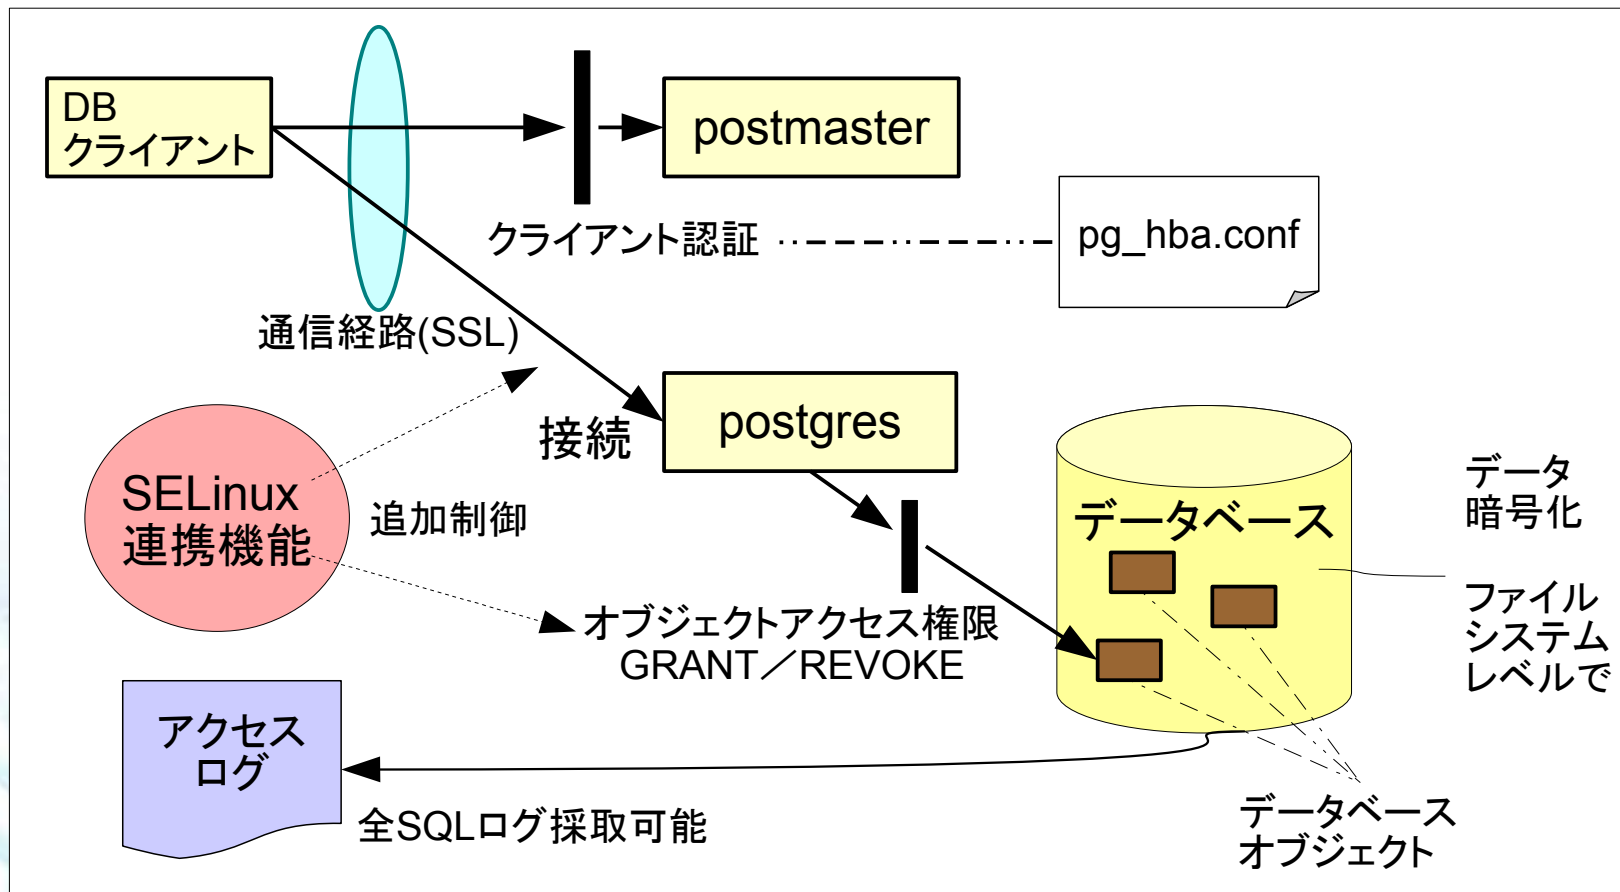 DB
クライアント
postmaster
クライアント認証
pg_hba.conf
通信経路(SSL)
接続
postgres
SELinux
連携機能
追加制御
オブジェクトアクセス権限
GRANT／REVOKE
データベース
データ
暗号化
ファイル
システム
レベルで
アクセス
ログ
全SQLログ採取可能
データベース
オブジェクト